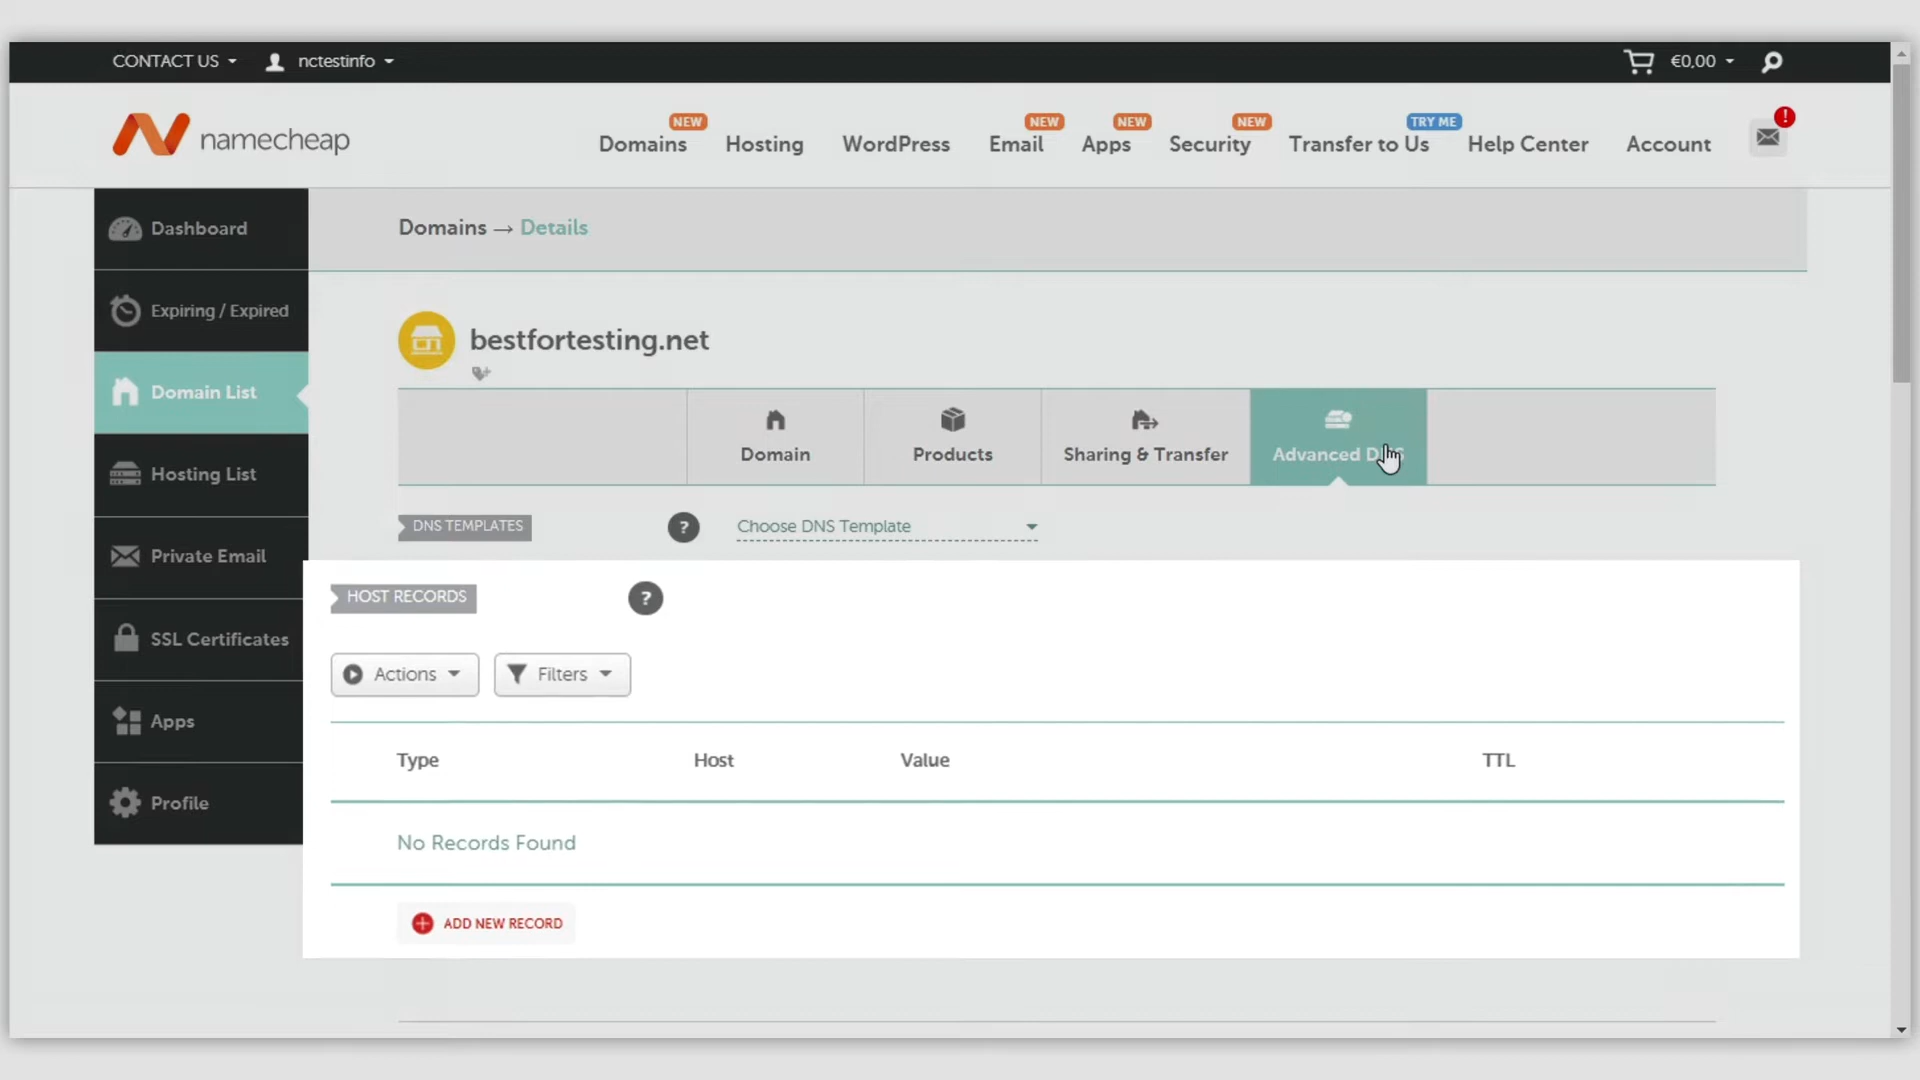 CONTACT US nctestinfo €0,00
namecheap
NEW NEW NEW NEW TRY ME !
Domains Hosting WordPress Email Apps Security Transfer to Us Help Center Account
Dashboard
Expiring / Expired
Domain List
Hosting List
Private Email
SSL Certificates
Apps
Profile
Domains → Details
bestfortesting.net
Domain Products Sharing & Transfer Advanced
DNS TEMPLATES ? Choose DNS Template
HOST RECORDS ?
Actions Filters
Type Host Value TTL
No Records Found
ADD NEW RECORD